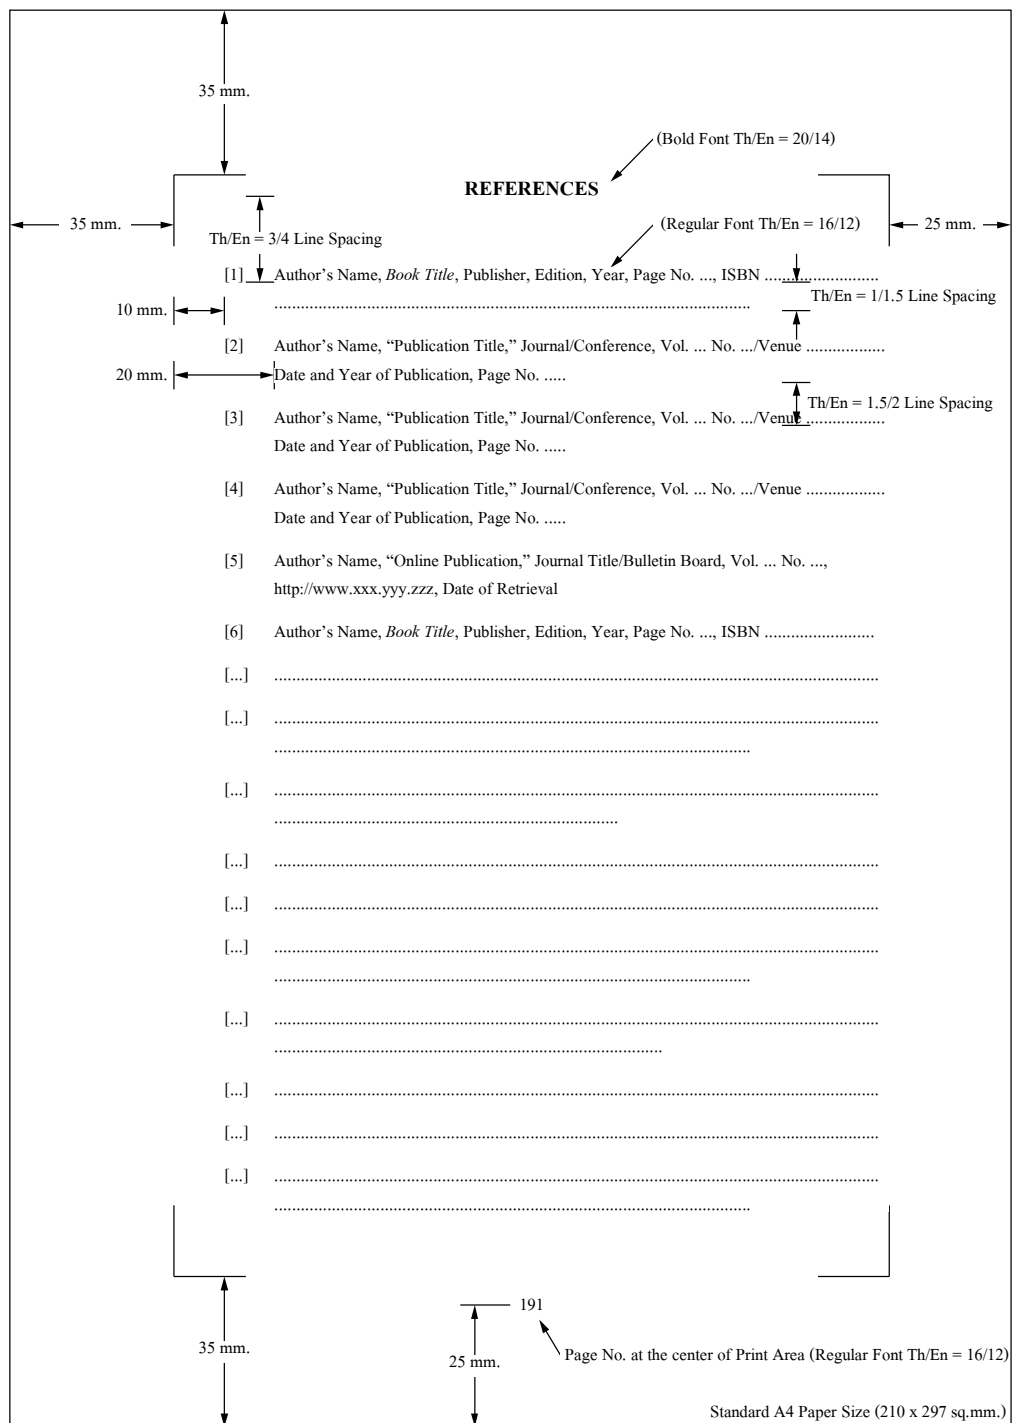 35 mm.
(Bold Font Th/En = 20/14)
REFERENCES
35 mm.
(Regular Font Th/En = 16/12)
25 mm.
Th/En = 3/4 Line Spacing
[1] Author’s Name, Book Title, Publisher, Edition, Year, Page No. ..., ISBN ..........................
Th/En = 1/1.5 Line Spacing
............................................................................................................
10 mm.
[2] Author’s Name, “Publication Title,” Journal/Conference, Vol. ... No. .../Venue ..................
20 mm.
Date and Year of Publication, Page No. .....
Th/En = 1.5/2 Line Spacing
[3] Author’s Name, “Publication Title,” Journal/Conference, Vol. ... No. .../Venue ..................
Date and Year of Publication, Page No. .....
[4] Author’s Name, “Publication Title,” Journal/Conference, Vol. ... No. .../Venue ..................
Date and Year of Publication, Page No. .....
[5] Author’s Name, “Online Publication,” Journal Title/Bulletin Board, Vol. ... No. ...,
http://www.xxx.yyy.zzz, Date of Retrieval
[6] Author’s Name, Book Title, Publisher, Edition, Year, Page No. ..., ISBN .........................
[...] .........................................................................................................................................
[...] .........................................................................................................................................
............................................................................................................
[...] .........................................................................................................................................
..............................................................................
[...] .........................................................................................................................................
[...] .........................................................................................................................................
[...] .........................................................................................................................................
............................................................................................................
[...] .........................................................................................................................................
........................................................................................
[...] .........................................................................................................................................
[...] .........................................................................................................................................
[...] .........................................................................................................................................
............................................................................................................
191
35 mm.
25 mm.
Page No. at the center of Print Area (Regular Font Th/En = 16/12)
Standard A4 Paper Size (210 x 297 sq.mm.)